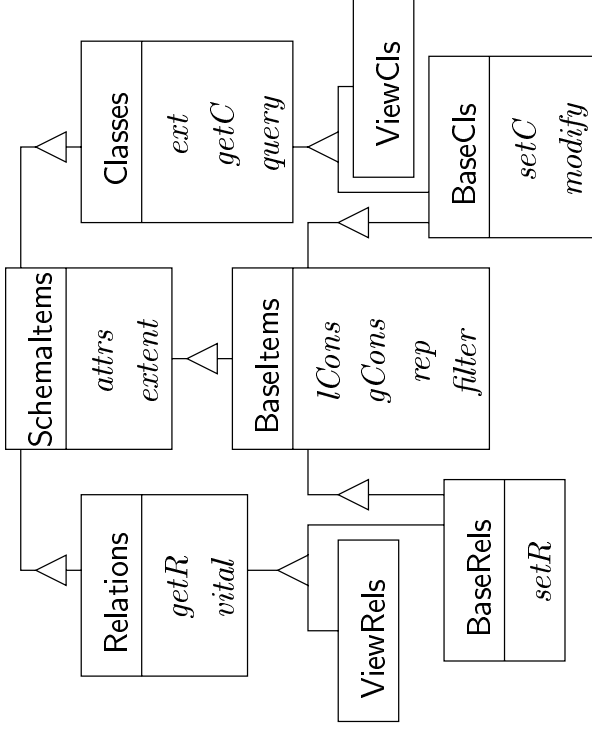 SchemaItems
attrs
extent
Relations
getR
vital
Classes
ext
getC
query
BaseItems
lCons
gCons
rep
filter
ViewRels
BaseRels
setR
ViewCls
BaseCls
setC
modify